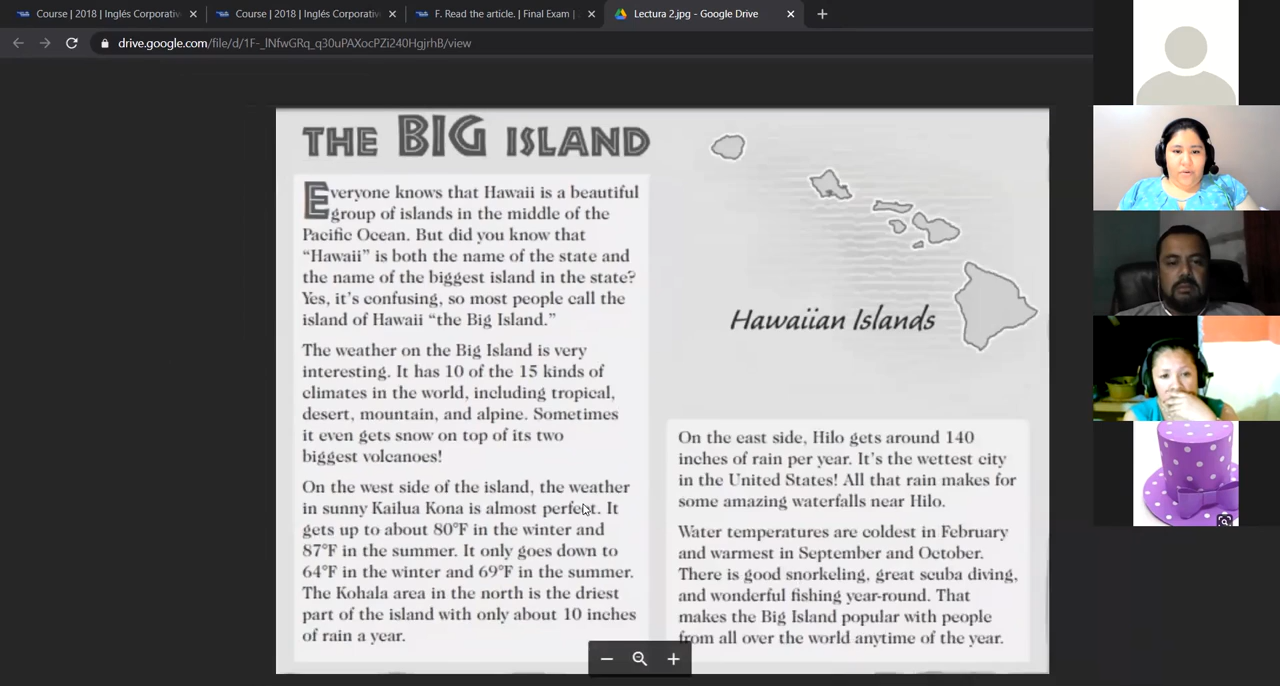 Course | 2018 | Inglés Corporativ
Course | 2018 | Inglés Corporativ
F. Read the article. | Final Exam |
Lectura 2.jpg - Google Drive
drive.google.com/file/d/1F-_lNfwGRq_q30uPAXocPZi240HgjrhB/view
THE BIG ISLAND
Everyone knows that Hawaii is a beautiful
group of islands in the middle of the
Pacific Ocean. But did you know that
“Hawaii” is both the name of the state and
the name of the biggest island in the state?
Yes, it’s confusing, so most people call the
island of Hawaii “the Big Island.”
The weather on the Big Island is very
interesting. It has 10 of the 15 kinds of
climates in the world, including tropical,
desert, mountain, and alpine. Sometimes
it even gets snow on top of its two
biggest volcanoes!
On the west side of the island, the weather
in sunny Kailua Kona is almost perfect. It
gets up to about 80°F in the winter and
87°F in the summer. It only goes down to
64°F in the winter and 69°F in the summer.
The Kohala area in the north is the driest
part of the island with only about 10 inches
of rain a year.
Hawaiian Islands
On the east side, Hilo gets around 140
inches of rain per year. It’s the wettest city
in the United States! All that rain makes for
some amazing waterfalls near Hilo.
Water temperatures are coldest in February
and warmest in September and October.
There is good snorkeling, great scuba diving,
and wonderful fishing year-round. That
makes the Big Island popular with people
from all over the world anytime of the year.